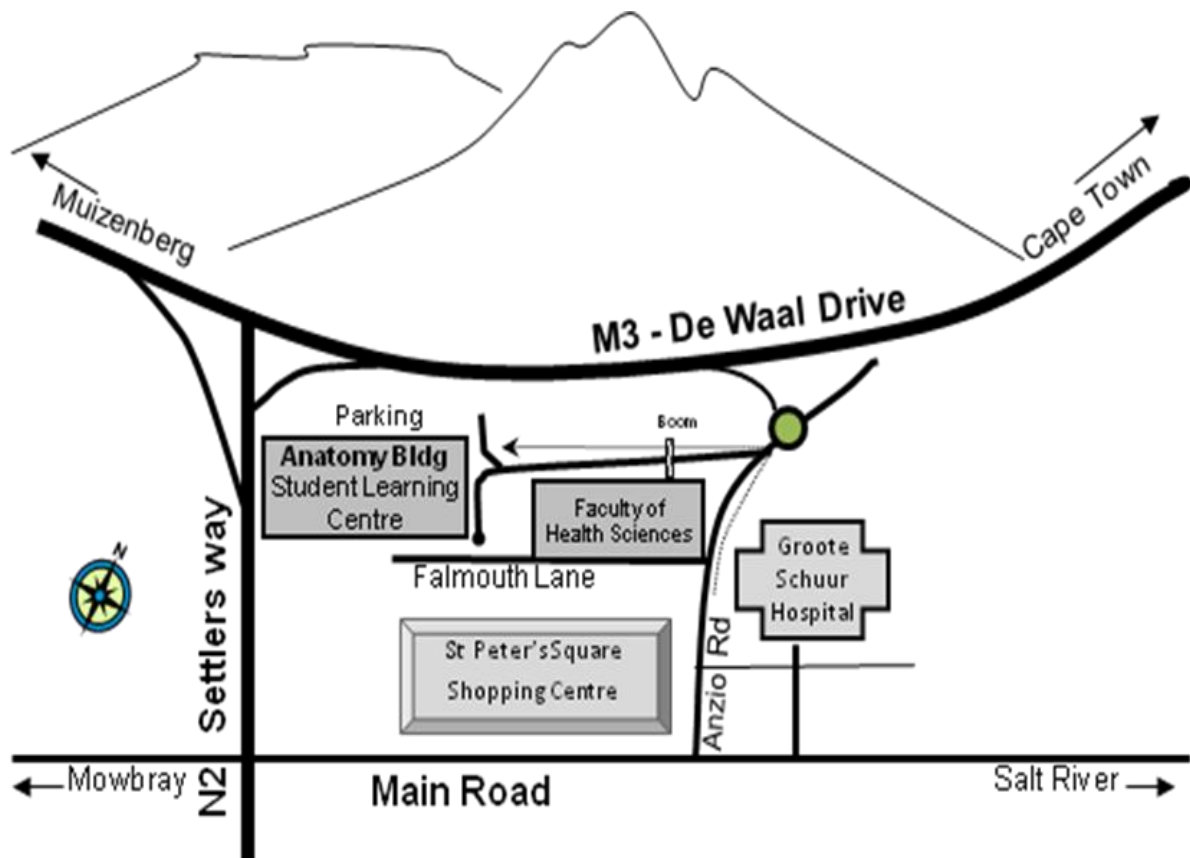 Muizenberg
Cape Town
M3 - De Waal Drive
Parking
Boom
Anatomy Bldg
Student Learning
Centre
Faculty of
Health Sciences
Groote
Schuur
Hospital
N
Falmouth Lane
St Peter's Square
Shopping Centre
Anzio Rd
N2 Settlers way
Mowbray
Main Road
Salt River